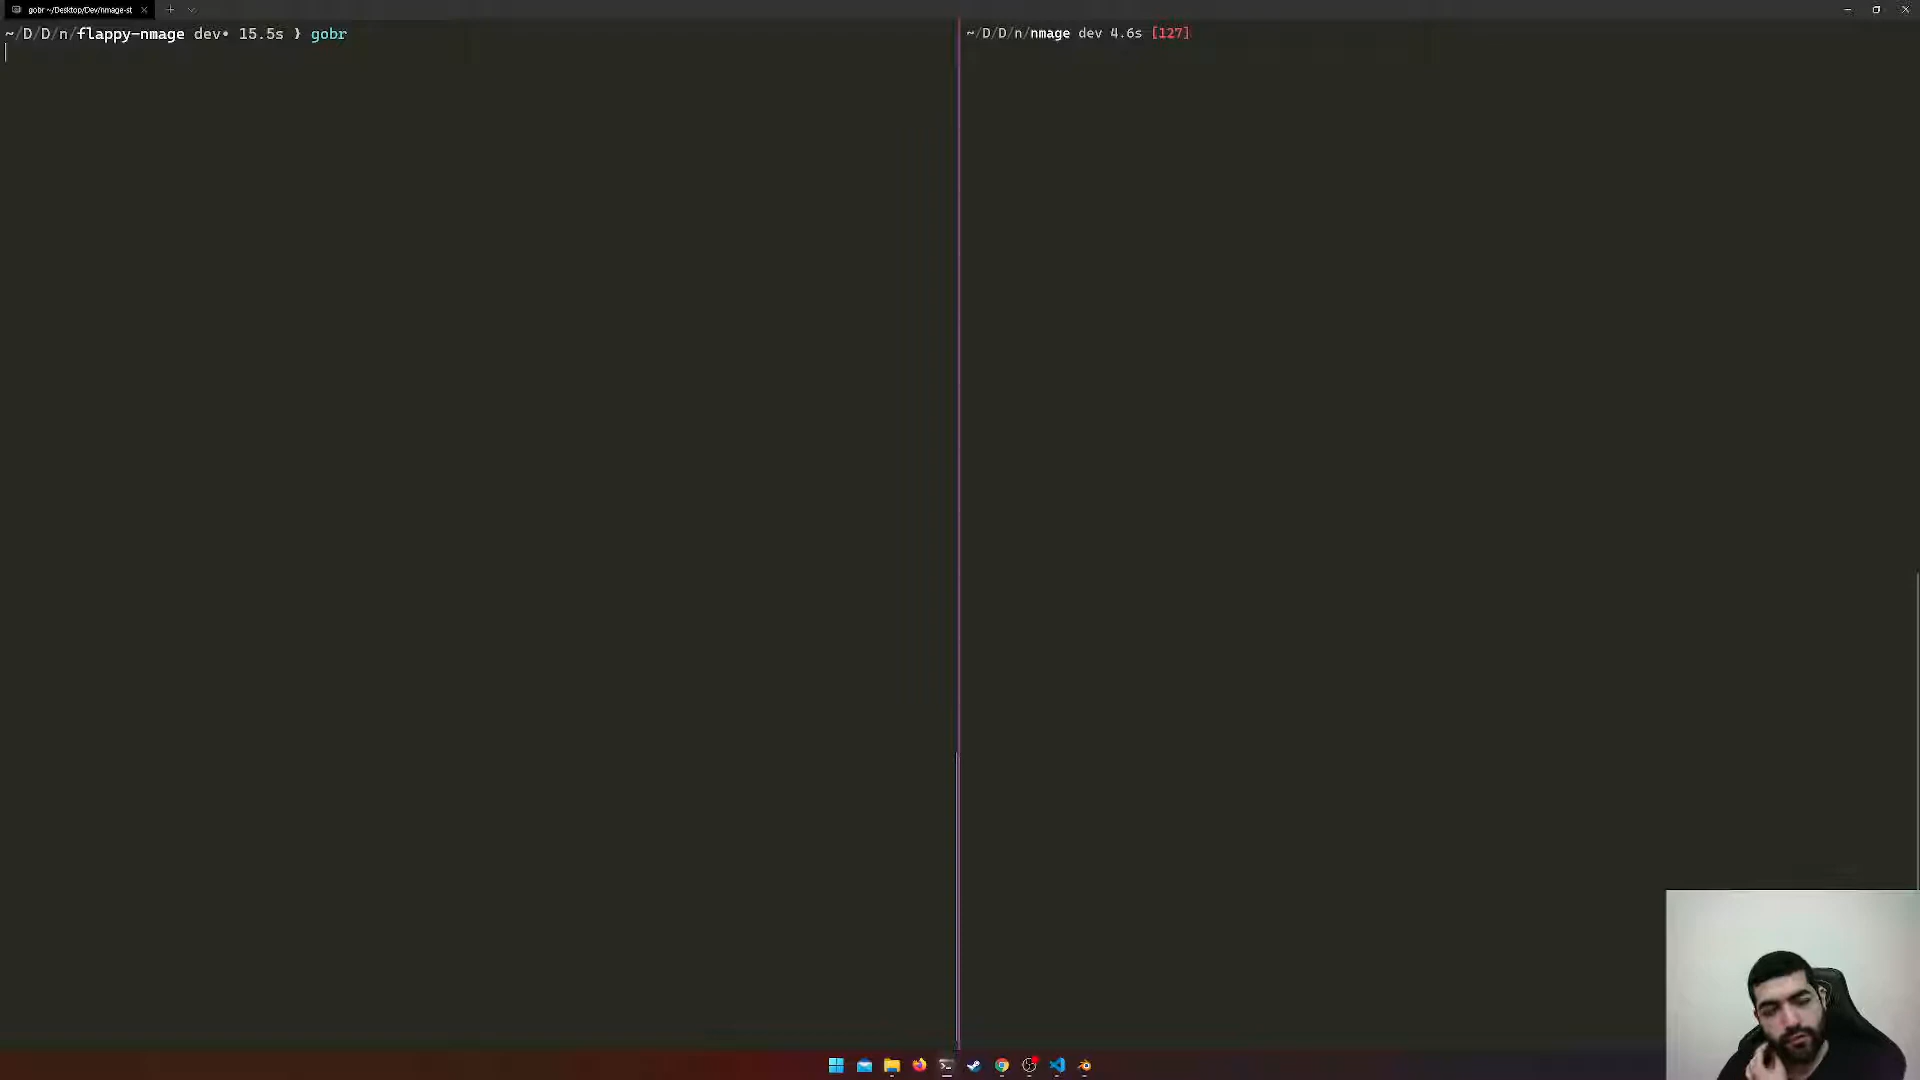 gobr ~/Desktop/Dev/nmage-st
~/D/D/n/flappy-nmage dev• 15.5s ❯ gobr
~/D/D/n/nmage dev 4.6s [127]